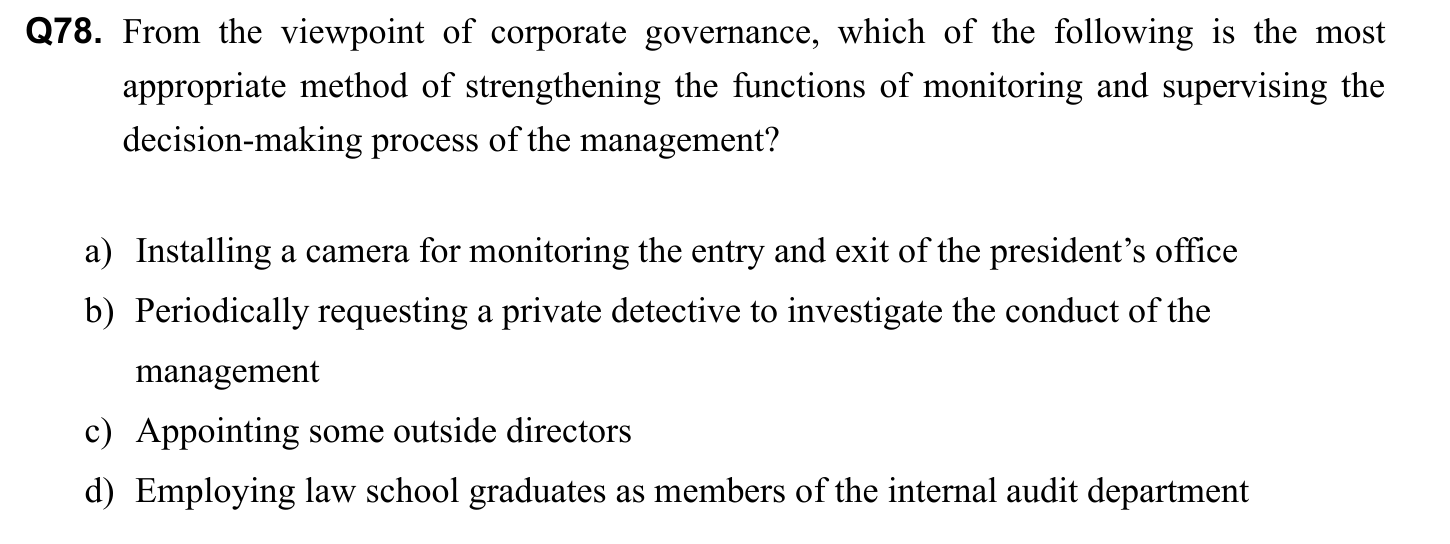 Q78. From the viewpoint of corporate governance, which of the following is the most
appropriate method of strengthening the functions of monitoring and supervising the
decision-making process of the management?
a) Installing a camera for monitoring the entry and exit of the president’s office
b) Periodically requesting a private detective to investigate the conduct of the
management
c) Appointing some outside directors
d) Employing law school graduates as members of the internal audit department